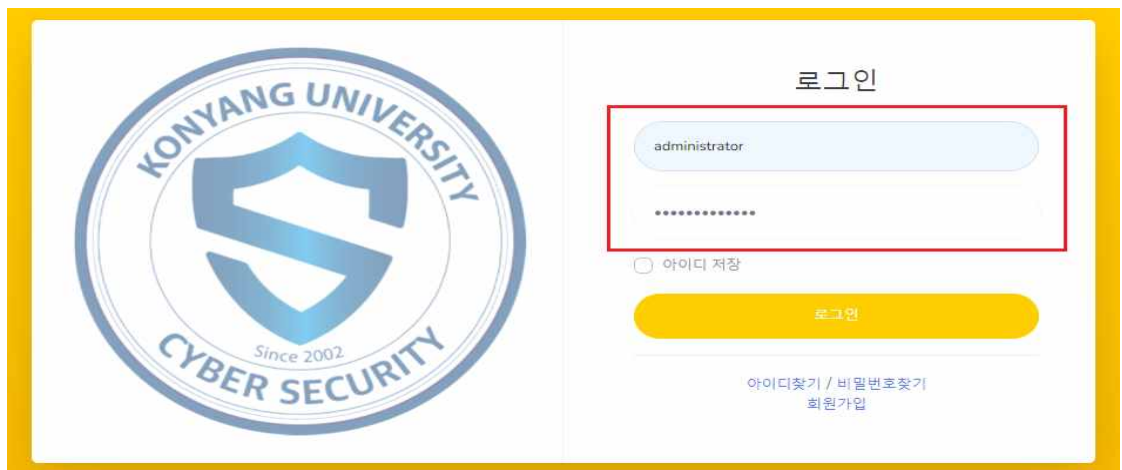 KONYANG UNIVERSITY
Since 2002
CYBER SECURITY
로그인
administrator
•••••••••••••
아이디 저장
로그인
아이디찾기 / 비밀번호찾기
회원가입